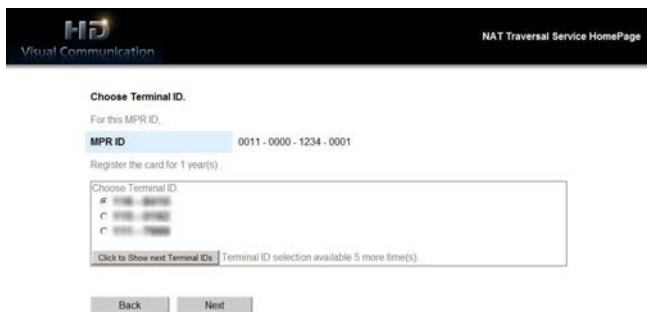 HD
Visual Communication
NAT Traversal Service HomePage
Choose Terminal ID.
For this MPR ID,
MPR ID 0011 - 0000 - 1234 - 0001
Register the card for 1 year(s) .
Choose Terminal ID.
Click to Show next Terminal IDs Terminal ID selection available 5 more time(s)
Back Next